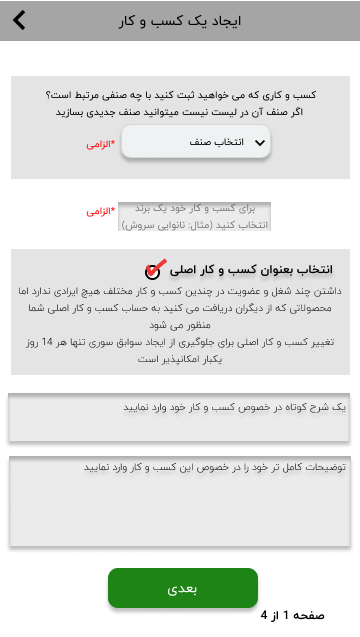 ایجاد یک کسب و کار
کسب و کاری که می خواهید ثبت کنید با چه صنفی مرتبط است؟
اگر صنف آن در لیست نیست میتوانید صنف جدیدی بسازید
انتخاب صنف
*الزامی
برای کسب و کار خود یک برند
انتخاب کنید (مثال: نانوایی سروش)
*الزامی
انتخاب بعنوان کسب و کار اصلی
داشتن چند شغل و عضویت در چندین کسب و کار مختلف هیچ ایرادی ندارد اما
محصولاتی که از دیگران دریافت می کنید به حساب کسب و کار اصلی شما
منظور می شود
تغییر کسب و کار اصلی برای جلوگیری از ایجاد سوابق سوری تنها هر 14 روز
یکبار امکانپذیر است
یک شرح کوتاه در خصوص کسب و کار خود وارد نمایید
توضیحات کامل تر خود را در خصوص این کسب و کار وارد نمایید
بعدی
صفحه 1 از 4